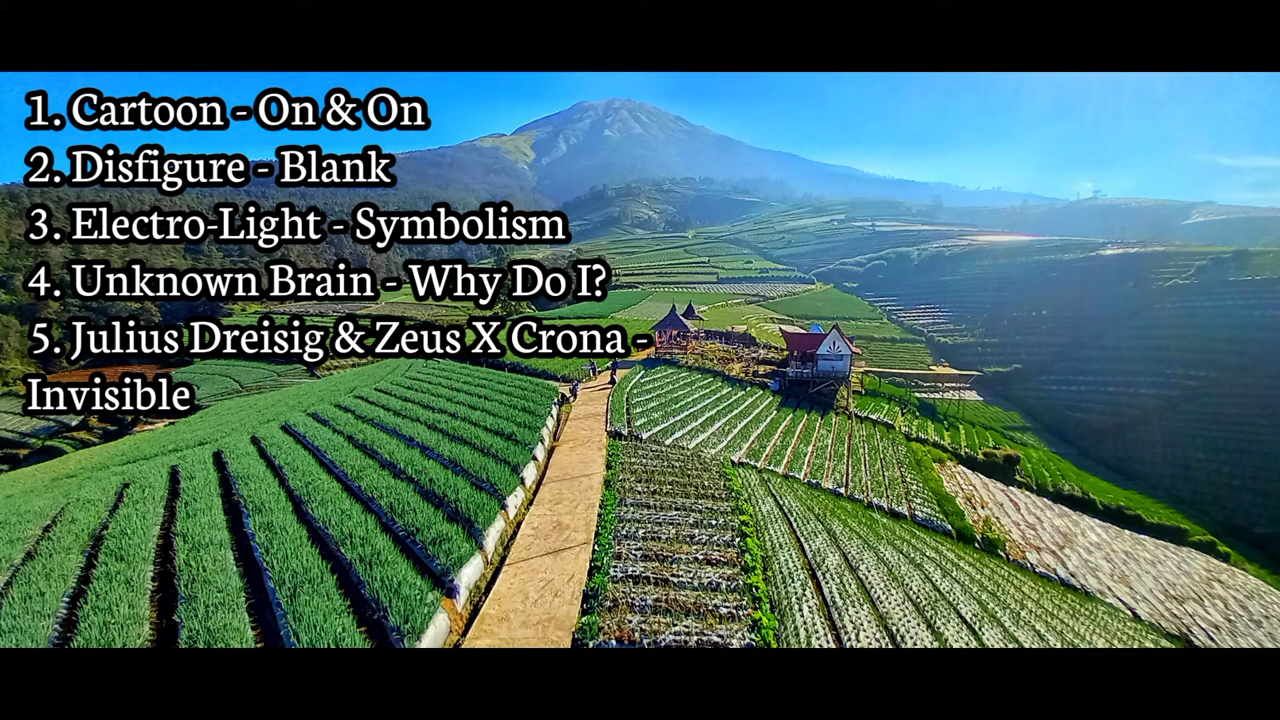 1. Cartoon - On & On
2. Disfigure - Blank
3. Electro-Light - Symbolism
4. Unknown Brain - Why Do I?
5. Julius Dreisig & Zeus X Crona -
Invisible